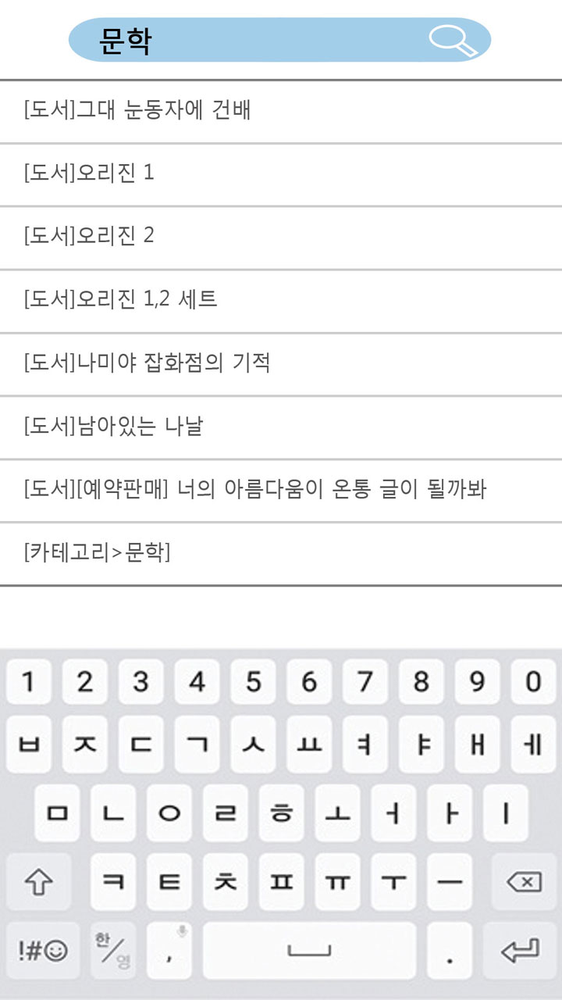 문학
[도서]그대 눈동자에 건배
[도서]오리진 1
[도서]오리진 2
[도서]오리진 1,2 세트
[도서]나미야 잡화점의 기적
[도서]남아있는 나날
[도서][예약판매] 너의 아름다움이 온통 글이 될까봐
[카테고리>문학]
1 2 3 4 5 6 7 8 9 0
ㅂ ㅈ ㄷ ㄱ ㅅ ㅛ ㅕ ㅑ ㅐ ㅔ
ㅁ ㄴ ㅇ ㄹ ㅎ ㅗ ㅓ ㅏ ㅣ
ㅋ ㅌ ㅊ ㅍ ㅠ ㅜ ㅡ
!#☺ 한/영 , .